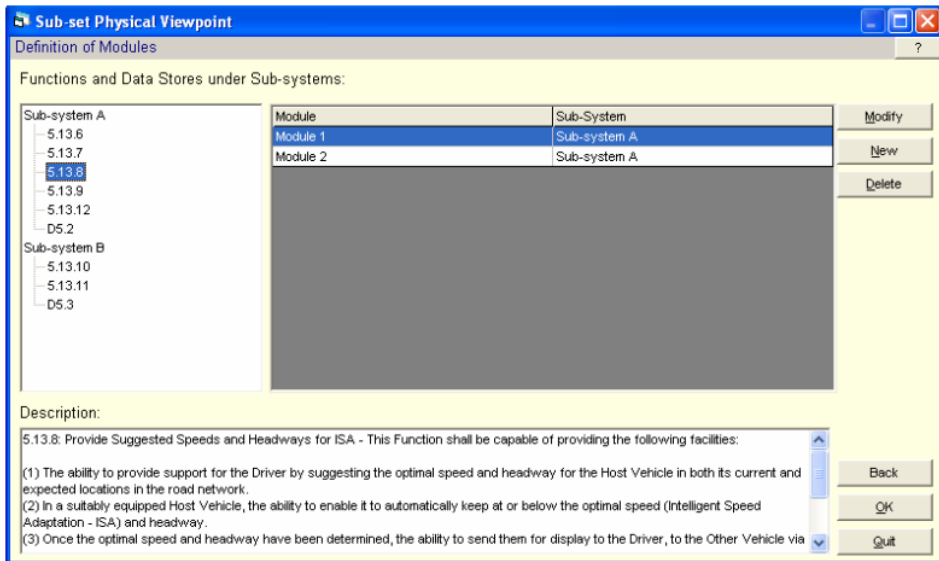 Sub-set Physical Viewpoint
Definition of Modules
?
Functions and Data Stores under Sub-systems:
Sub-system A
5.13.6
5.13.7
5.13.8
5.13.9
5.13.12
D5.2
Sub-system B
5.13.10
5.13.11
D5.3
Module Sub-System
Module 1 Sub-system A
Module 2 Sub-system A
Modify
New
Delete
Description:
5.13.8: Provide Suggested Speeds and Headways for ISA - This Function shall be capable of providing the following facilities:
(1) The ability to provide support for the Driver by suggesting the optimal speed and headway for the Host Vehicle in both its current and
expected locations in the road network.
(2) In a suitably equipped Host Vehicle, the ability to enable it to automatically keep at or below the optimal speed (Intelligent Speed
Adaptation - ISA) and headway.
(3) Once the optimal speed and headway have been determined, the ability to send them for display to the Driver, to the Other Vehicle via
Back
OK
Quit